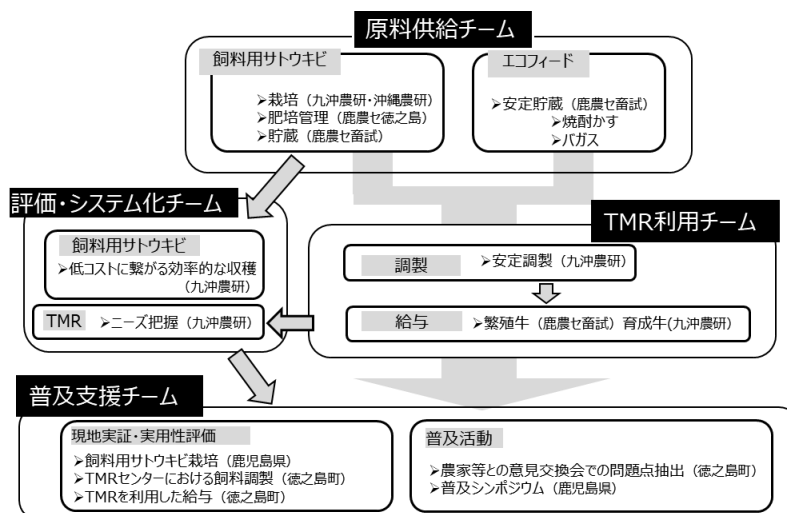 原料供給チーム
飼料用サトウキビ
➢栽培（九沖農研・沖縄農研）
➢肥培管理（鹿農セ徳之島）
➢貯蔵（鹿農セ畜試）
エコフィード
➢安定貯蔵（鹿農セ畜試）
➢焼酎かす
➢バガス
評価・システム化チーム
飼料用サトウキビ
➢低コストに繋がる効率的な収穫
（九沖農研）
TMR ➢ニーズ把握（九沖農研）
TMR利用チーム
調製 ➢安定調製（九沖農研）
給与 ➢繁殖牛（鹿農セ畜試）育成牛(九沖農研）
普及支援チーム
現地実証・実用性評価
➢飼料用サトウキビ栽培（鹿児島県）
➢TMRセンターにおける飼料調製（徳之島町）
➢TMRを利用した給与（徳之島町）
普及活動
➢農家等との意見交換会での問題点抽出（徳之島町）
➢普及シンポジウム（鹿児島県）